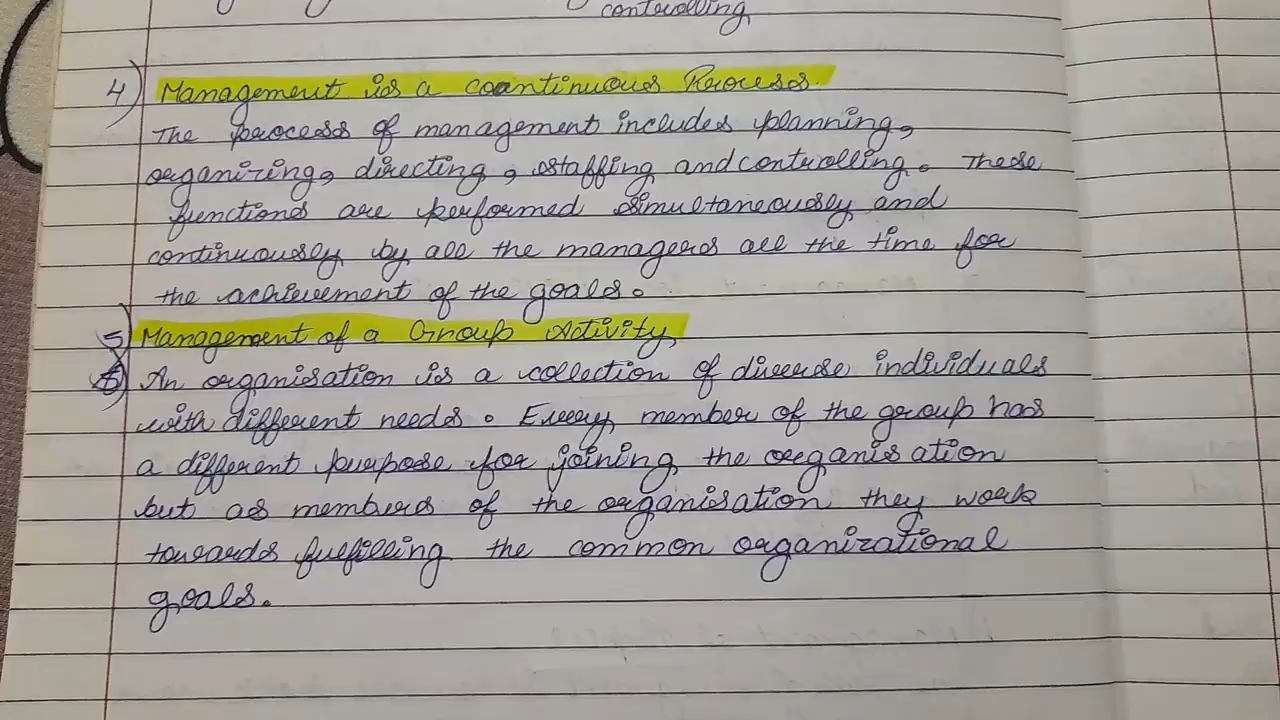 controlling
4) Management is a coontinuous Process.
The process of management includes planning,
organizing, directing, staffing and controlling. These
functions are performed simultaneously and
continuously by all the managers all the time for
the achievement of the goals.
5) Management of a Group Activity
An organisation is a collection of diverse individuals
with different needs. Every member of the group has
a different purpose for joining the organisation
but as members of the organisation they work
towards fulfilling the common organizational
goals.